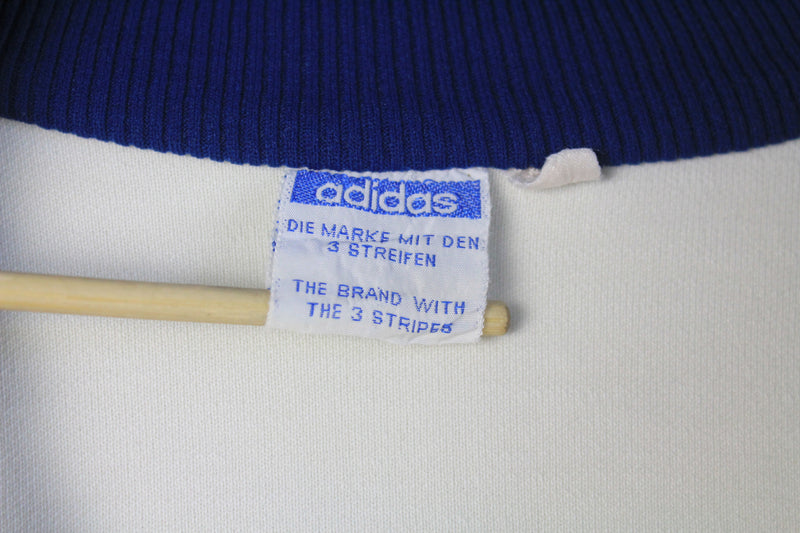 adidas
DIE MARKE MIT DEN
3 STREIFEN
THE BRAND WITH
THE 3 STRIPES